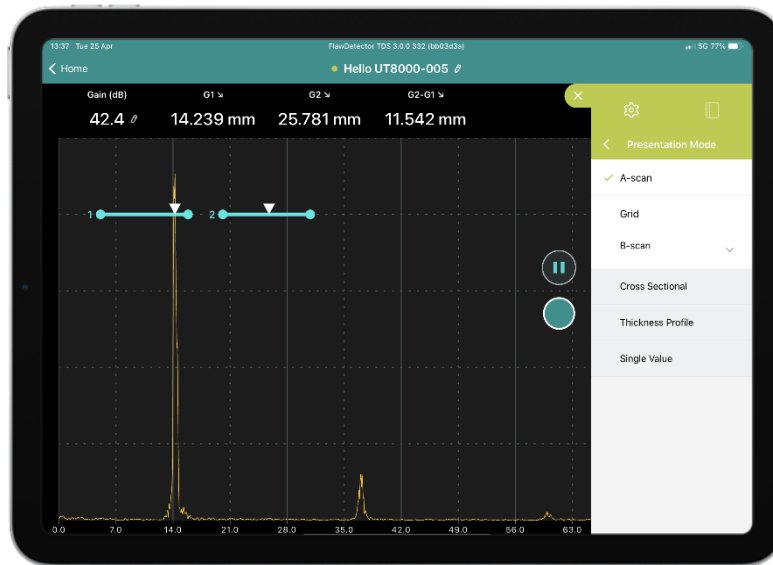 13:37 Tue 25 Apr
FlawDetector TDS 3.0.0 332 (bb03d3a)
5G 77%
Home
Hello UT8000-005
Gain (dB)
G1 ↘
G2 ↘
G2-G1 ↘
42.4
14.239 mm
25.781 mm
11.542 mm
1
2
0.0
7.0
14.0
21.0
28.0
35.0
42.0
49.0
56.0
63.0
Presentation Mode
A-scan
Grid
B-scan
Cross Sectional
Thickness Profile
Single Value